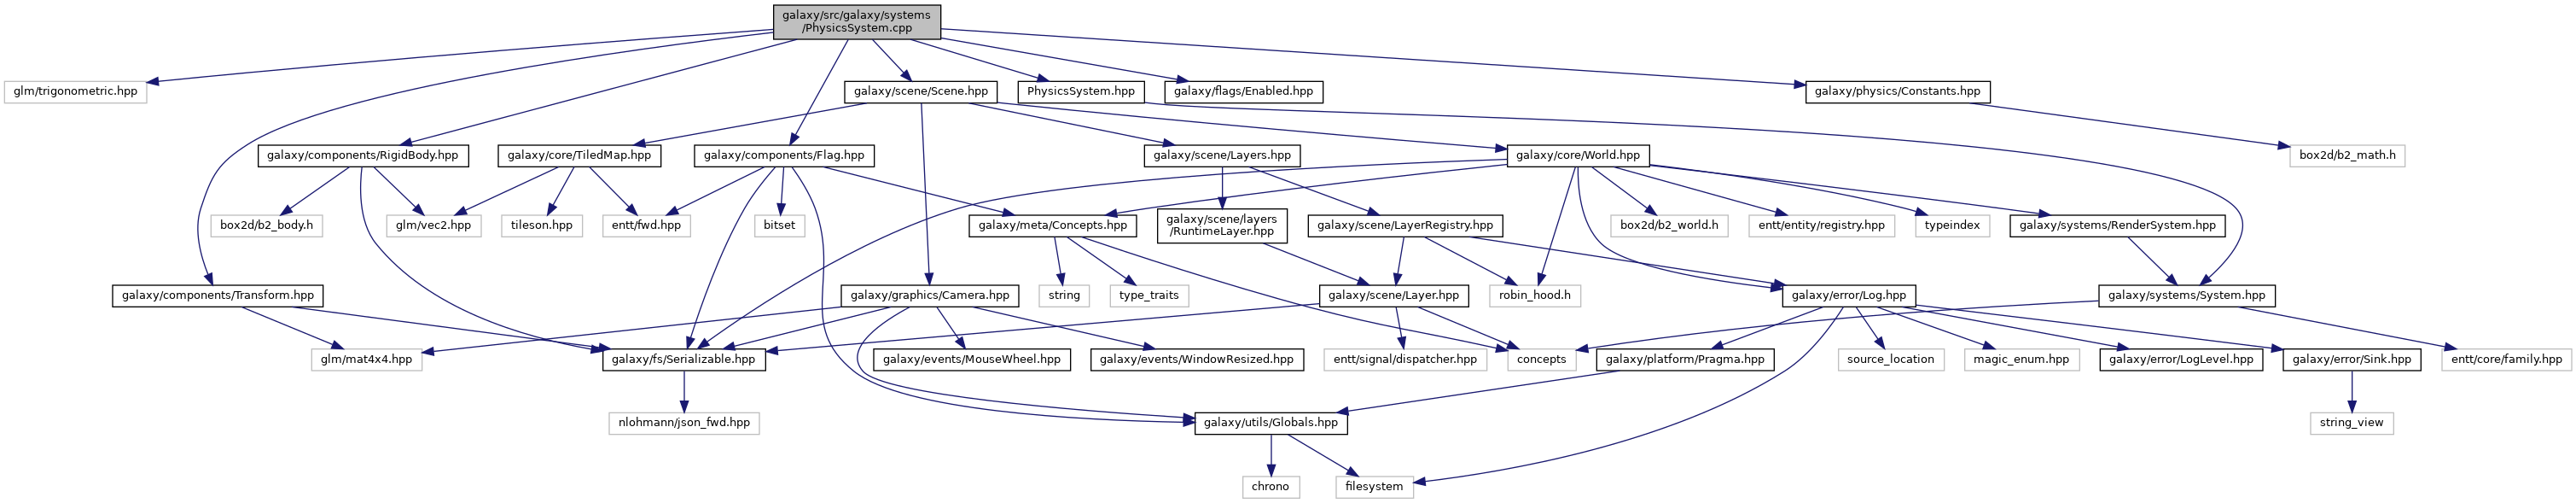 galaxy/src/galaxy/systems
/PhysicsSystem.cpp
glm/trigonometric.hpp
galaxy/scene/Scene.hpp
PhysicsSystem.hpp
galaxy/flags/Enabled.hpp
galaxy/physics/Constants.hpp
galaxy/components/RigidBody.hpp
galaxy/core/TiledMap.hpp
galaxy/components/Flag.hpp
galaxy/scene/Layers.hpp
galaxy/core/World.hpp
box2d/b2_math.h
box2d/b2_body.h
glm/vec2.hpp
tileson.hpp
entt/fwd.hpp
bitset
galaxy/meta/Concepts.hpp
galaxy/scene/layers
/RuntimeLayer.hpp
galaxy/scene/LayerRegistry.hpp
box2d/b2_world.h
entt/entity/registry.hpp
typeindex
galaxy/systems/RenderSystem.hpp
galaxy/components/Transform.hpp
galaxy/graphics/Camera.hpp
string
type_traits
galaxy/scene/Layer.hpp
robin_hood.h
galaxy/error/Log.hpp
galaxy/systems/System.hpp
glm/mat4x4.hpp
galaxy/fs/Serializable.hpp
galaxy/events/MouseWheel.hpp
galaxy/events/WindowResized.hpp
entt/signal/dispatcher.hpp
concepts
galaxy/platform/Pragma.hpp
source_location
magic_enum.hpp
galaxy/error/LogLevel.hpp
galaxy/error/Sink.hpp
entt/core/family.hpp
nlohmann/json_fwd.hpp
galaxy/utils/Globals.hpp
string_view
chrono
filesystem